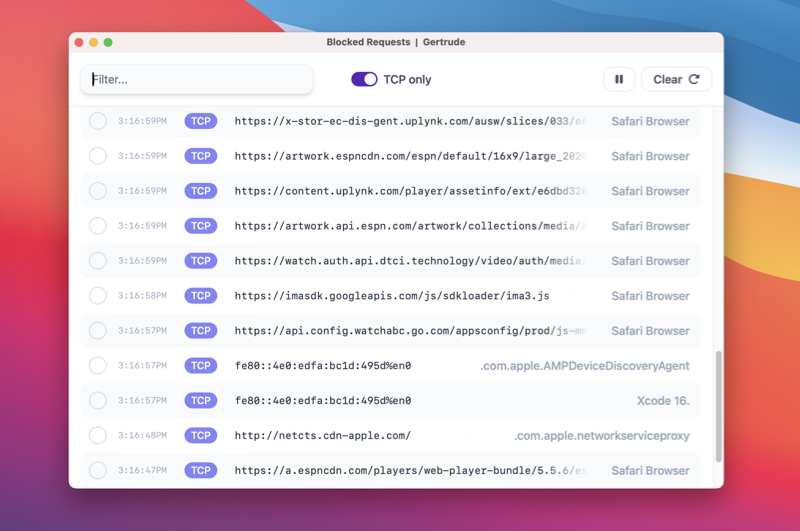 Blocked Requests | Gertrude
Filter...
TCP only
Clear
3:16:59PM TCP https://x-stor-ec-dis-gent.uplynk.com/ausw/slices/033/e Safari Browser
3:16:59PM TCP https://artwork.espncdn.com/espn/default/16x9/large_202 Safari Browser
3:16:59PM TCP https://content.uplynk.com/player/assetinfo/ext/e6dbd32 Safari Browser
3:16:59PM TCP https://artwork.api.espn.com/artwork/collections/media/ Safari Browser
3:16:59PM TCP https://watch.auth.api.dtci.technology/video/auth/media/ Safari Browser
3:16:58PM TCP https://imasdk.googleapis.com/js/sdkloader/ima3.js Safari Browser
3:16:57PM TCP https://api.config.watchabc.go.com/appsconfig/prod/js-m Safari Browser
3:16:57PM TCP fe80::4e0:edfa:bc1d:495d%en0 .com.apple.AMPDeviceDiscoveryAgent
3:16:57PM TCP fe80::4e0:edfa:bc1d:495d%en0 Xcode 16.
3:16:48PM TCP http://netcts.cdn-apple.com/ .com.apple.networkserviceproxy
3:16:47PM TCP https://a.espncdn.com/players/web-player-bundle/5.5.6/es Safari Browser